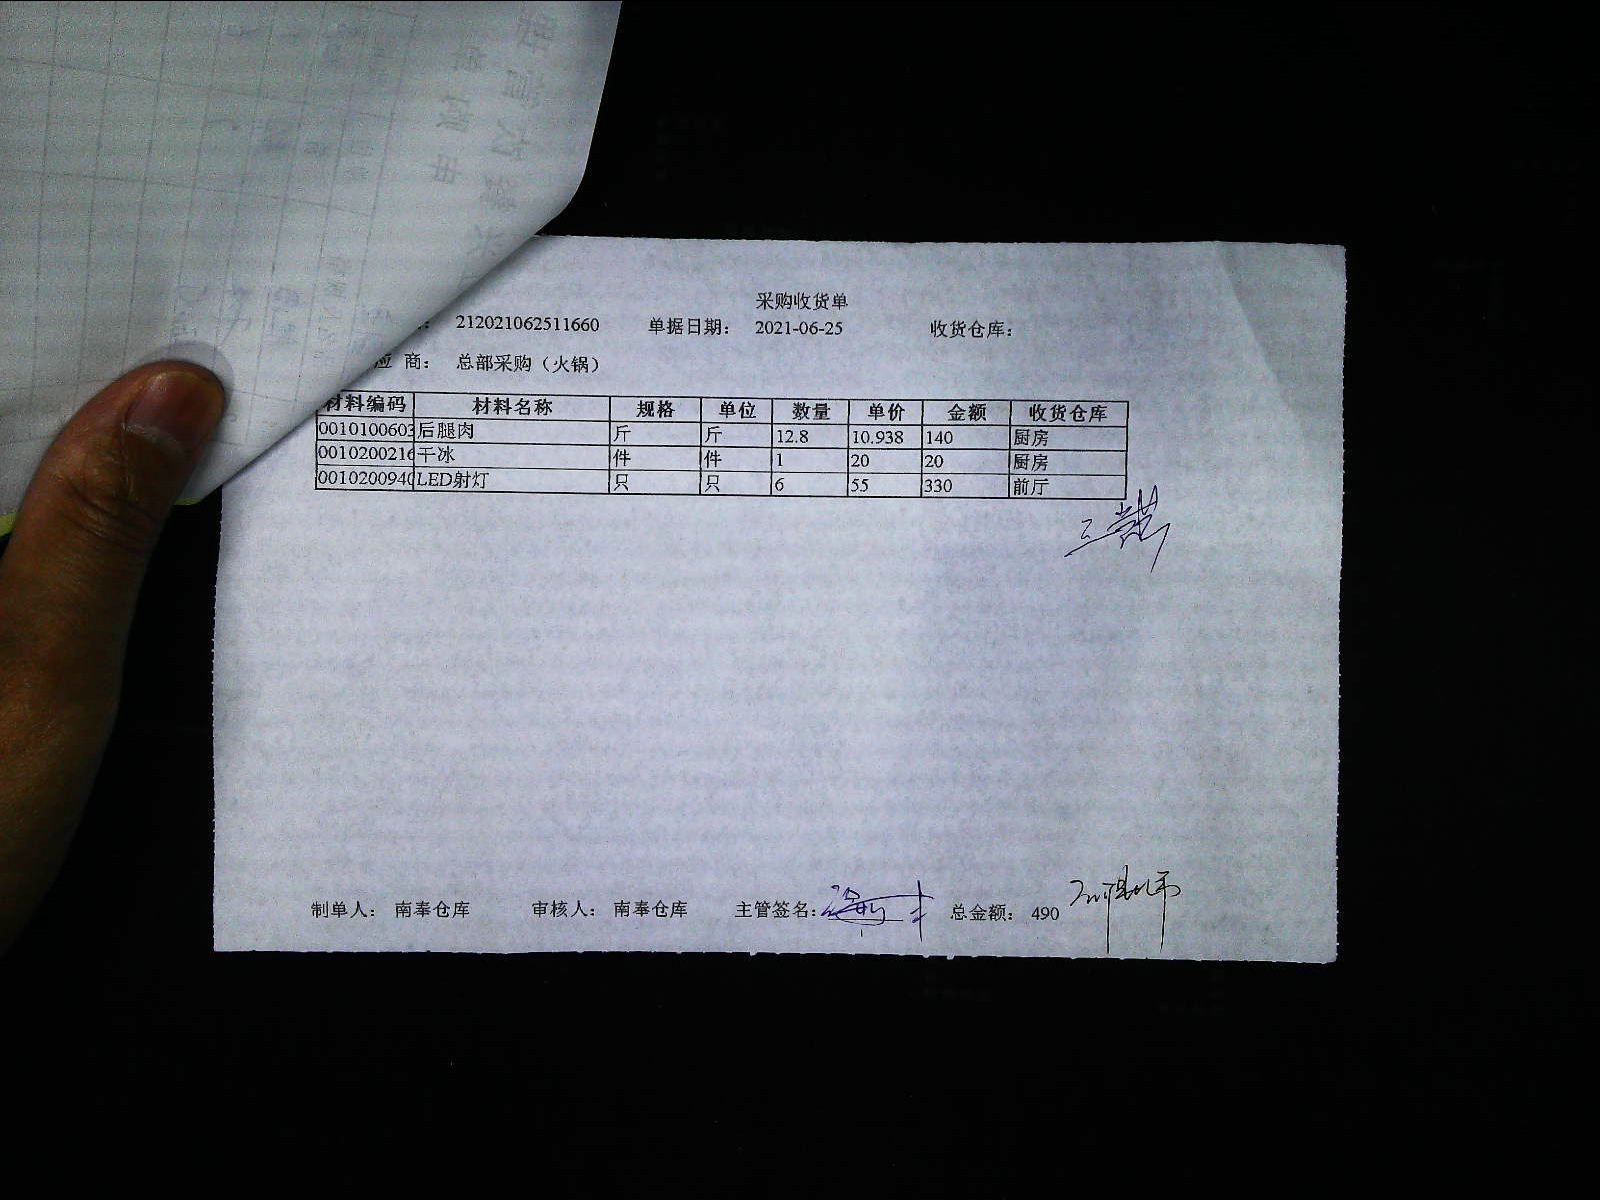 采购收货单
212021062511660 单据日期： 2021-06-25 收货仓库：
应 商： 总部采购（火锅）
材料编码 材料名称 规格 单位 数量 单价 金额 收货仓库
0010100603 后腿肉 斤 斤 12.8 10.938 140 厨房
0010200216 干冰 件 件 1 20 20 厨房
0010200940 LED射灯 只 只 6 55 330 前厅
制单人： 南奉仓库 审核人： 南奉仓库 主管签名： 总金额： 490